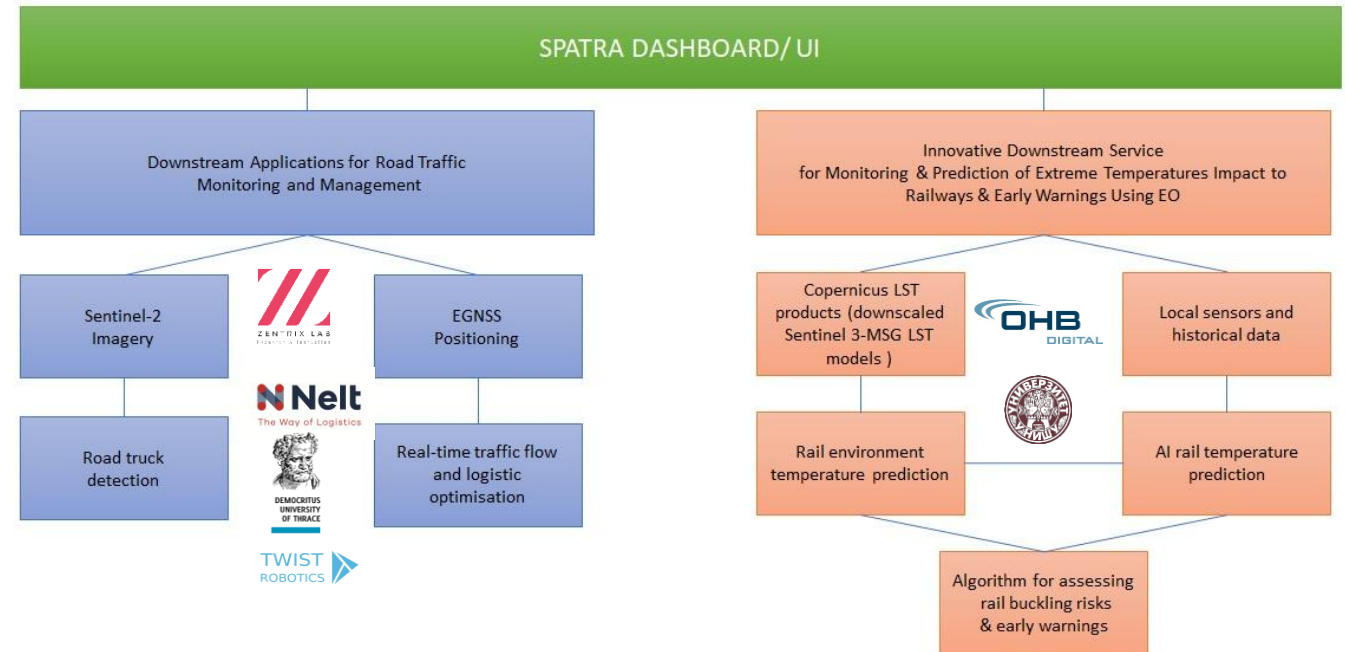 SPATRA DASHBOARD/ UI
Downstream Applications for Road Traffic
Monitoring and Management
Sentinel-2
Imagery
EGNSS
Positioning
Road truck
detection
Real-time traffic flow
and logistic
optimisation
ZENTRIX LAB
Nelt
The Way of Logistics
DEMOCRITUS
UNIVERSITY
OF THRACE
TWIST
ROBOTICS
Innovative Downstream Service
for Monitoring & Prediction of Extreme Temperatures Impact to
Railways & Early Warnings Using EO
Copernicus LST
products (downscaled
Sentinel 3-MSG LST
models )
OHB
DIGITAL
Local sensors and
historical data
УНИВЕРЗИТЕТ
У НИШУ
Rail environment
temperature prediction
AI rail temperature
prediction
Algorithm for assessing
rail buckling risks
& early warnings